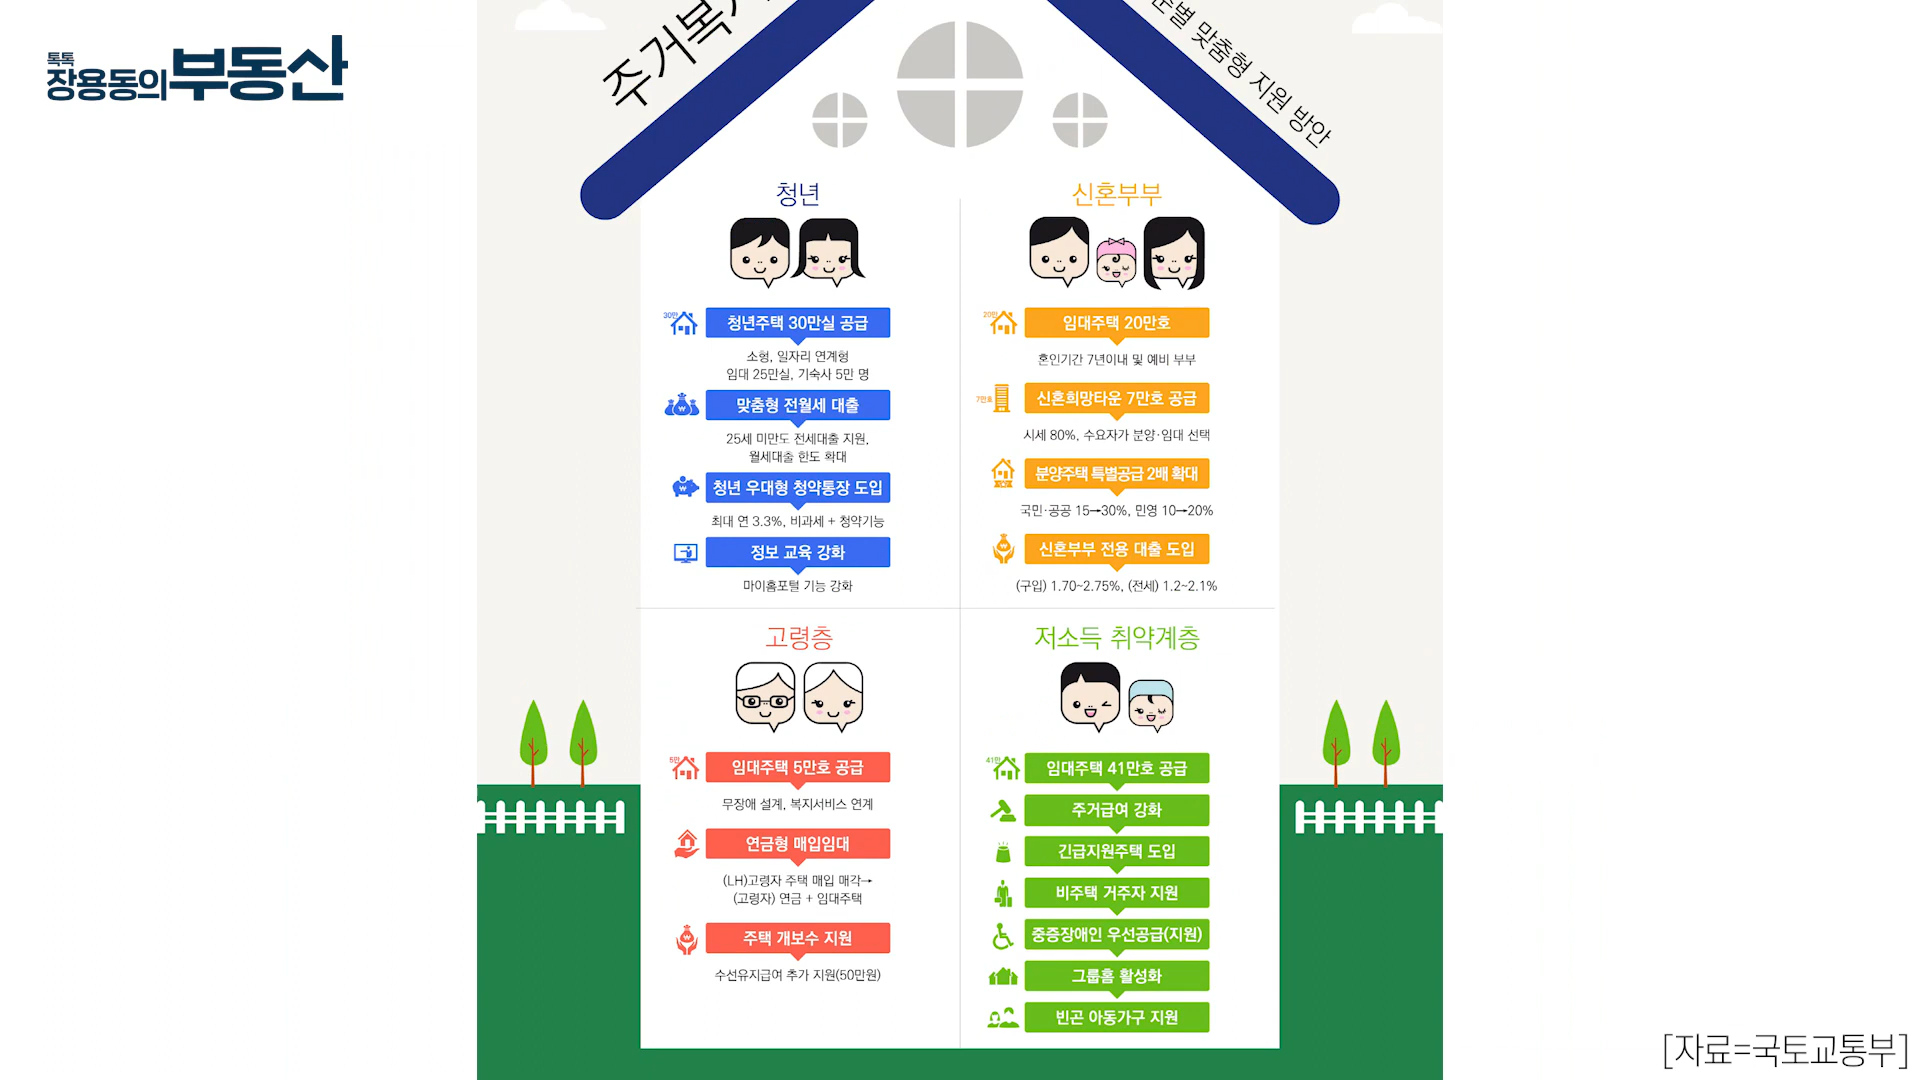 톡톡
장용동의 부동산
주거복
맞춤형 지원 방안
청년
30만
청년주택 30만실 공급
소형, 일자리 연계형
임대 25만실, 기숙사 5만 명
맞춤형 전월세 대출
25세 미만도 전세대출 지원,
월세대출 한도 확대
청년 우대형 청약통장 도입
최대 연 3.3%, 비과세 + 청약기능
정보 교육 강화
마이홈포털 기능 강화
신혼부부
20만
임대주택 20만호
혼인기간 7년이내 및 예비 부부
7만호
신혼희망타운 7만호 공급
시세 80%, 수요자가 분양·임대 선택
분양주택 특별공급 2배 확대
국민·공공 15→30%, 민영 10→20%
신혼부부 전용 대출 도입
(구입) 1.70~2.75%, (전세) 1.2~2.1%
고령층
5만
임대주택 5만호 공급
무장애 설계, 복지서비스 연계
연금형 매입임대
(LH)고령자 주택 매입 매각→
(고령자) 연금 + 임대주택
주택 개보수 지원
수선유지급여 추가 지원(50만원)
저소득 취약계층
41만
임대주택 41만호 공급
주거급여 강화
긴급지원주택 도입
비주택 거주자 지원
중증장애인 우선공급(지원)
그룹홈 활성화
빈곤 아동가구 지원
[자료=국토교통부]